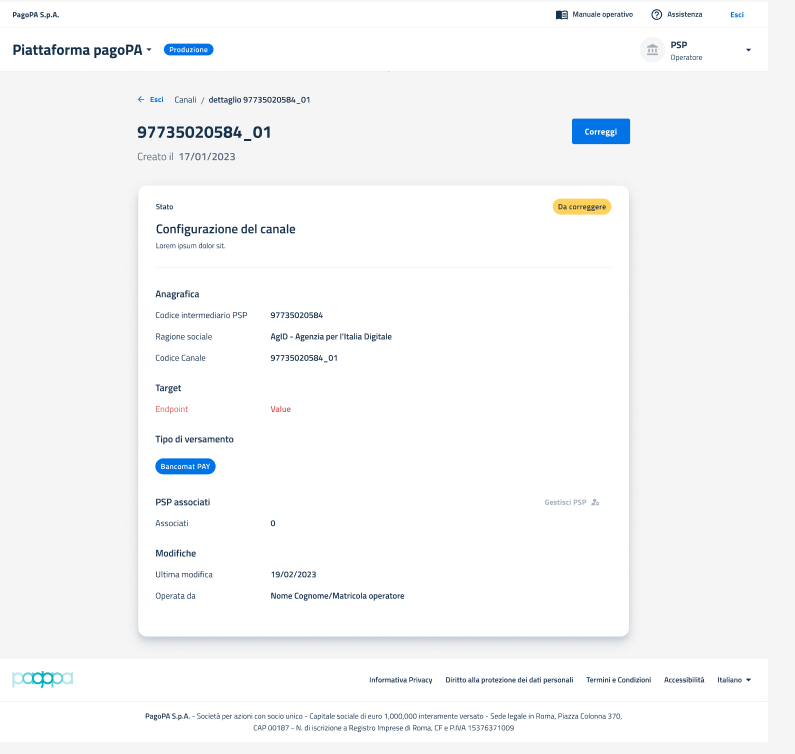 PagoPA S.p.A.
Manuale operativo
Assistenza
Esci
Piattaforma pagoPA
Produzione
PSP
Operatore
Esci Canali / dettaglio 97735020584_01
97735020584_01
Correggi
Creato il 17/01/2023
Stato
Da correggere
Configurazione del canale
Lorem ipsum dolor sit.
Anagrafica
Codice intermediario PSP 97735020584
Ragione sociale AgID - Agenzia per l'Italia Digitale
Codice Canale 97735020584_01
Target
Endpoint Value
Tipo di versamento
Bancomat PAY
PSP associati Gestisci PSP
Associati 0
Modifiche
Ultima modifica 19/02/2023
Operata da Nome Cognome/Matricola operatore
pagopa
Informativa Privacy Diritto alla protezione dei dati personali Termini e Condizioni Accessibilità Italiano
PagoPA S.p.A. - Società per azioni con socio unico - Capitale sociale di euro 1,000,000 interamente versato - Sede legale in Roma, Piazza Colonna 370,
CAP 00187 - N. di iscrizione a Registro Imprese di Roma, CF e P.IVA 15376371009